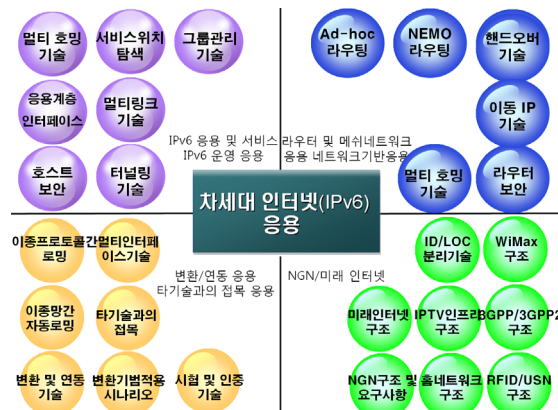 멀티 호밍
기술
서비스위치
탐색
그룹관리
기술
응용계층
인터페이스
멀티링크
기술
호스트
보안
터널링
기술
IPv6 응용 및 서비스
IPv6 운영 응용
Ad-hoc
라우팅
NEMO
라우팅
핸드오버
기술
이동 IP
기술
멀티 호밍
기술
라우터
보안
라우터 및 메쉬네트워크
응용 네트워크기반응용
차세대 인터넷(IPv6)
응용
이종프로토콜간
로밍
멀티인터페
이스기술
이종망간
자동로밍
타기술과의
접목
변환 및 연동
기술
변환기법적용
시나리오
시험 및 인증
기술
변환/연동 응용
타기술과의 접목 응용
NGN/미래 인터넷
ID/LOC
분리기술
WiMax
구조
미래인터넷
구조
IPTV인프라
구조
3GPP/3GPP2
구조
NGN구조 및
요구사항
홈네트워크
구조
RFID/USN
구조